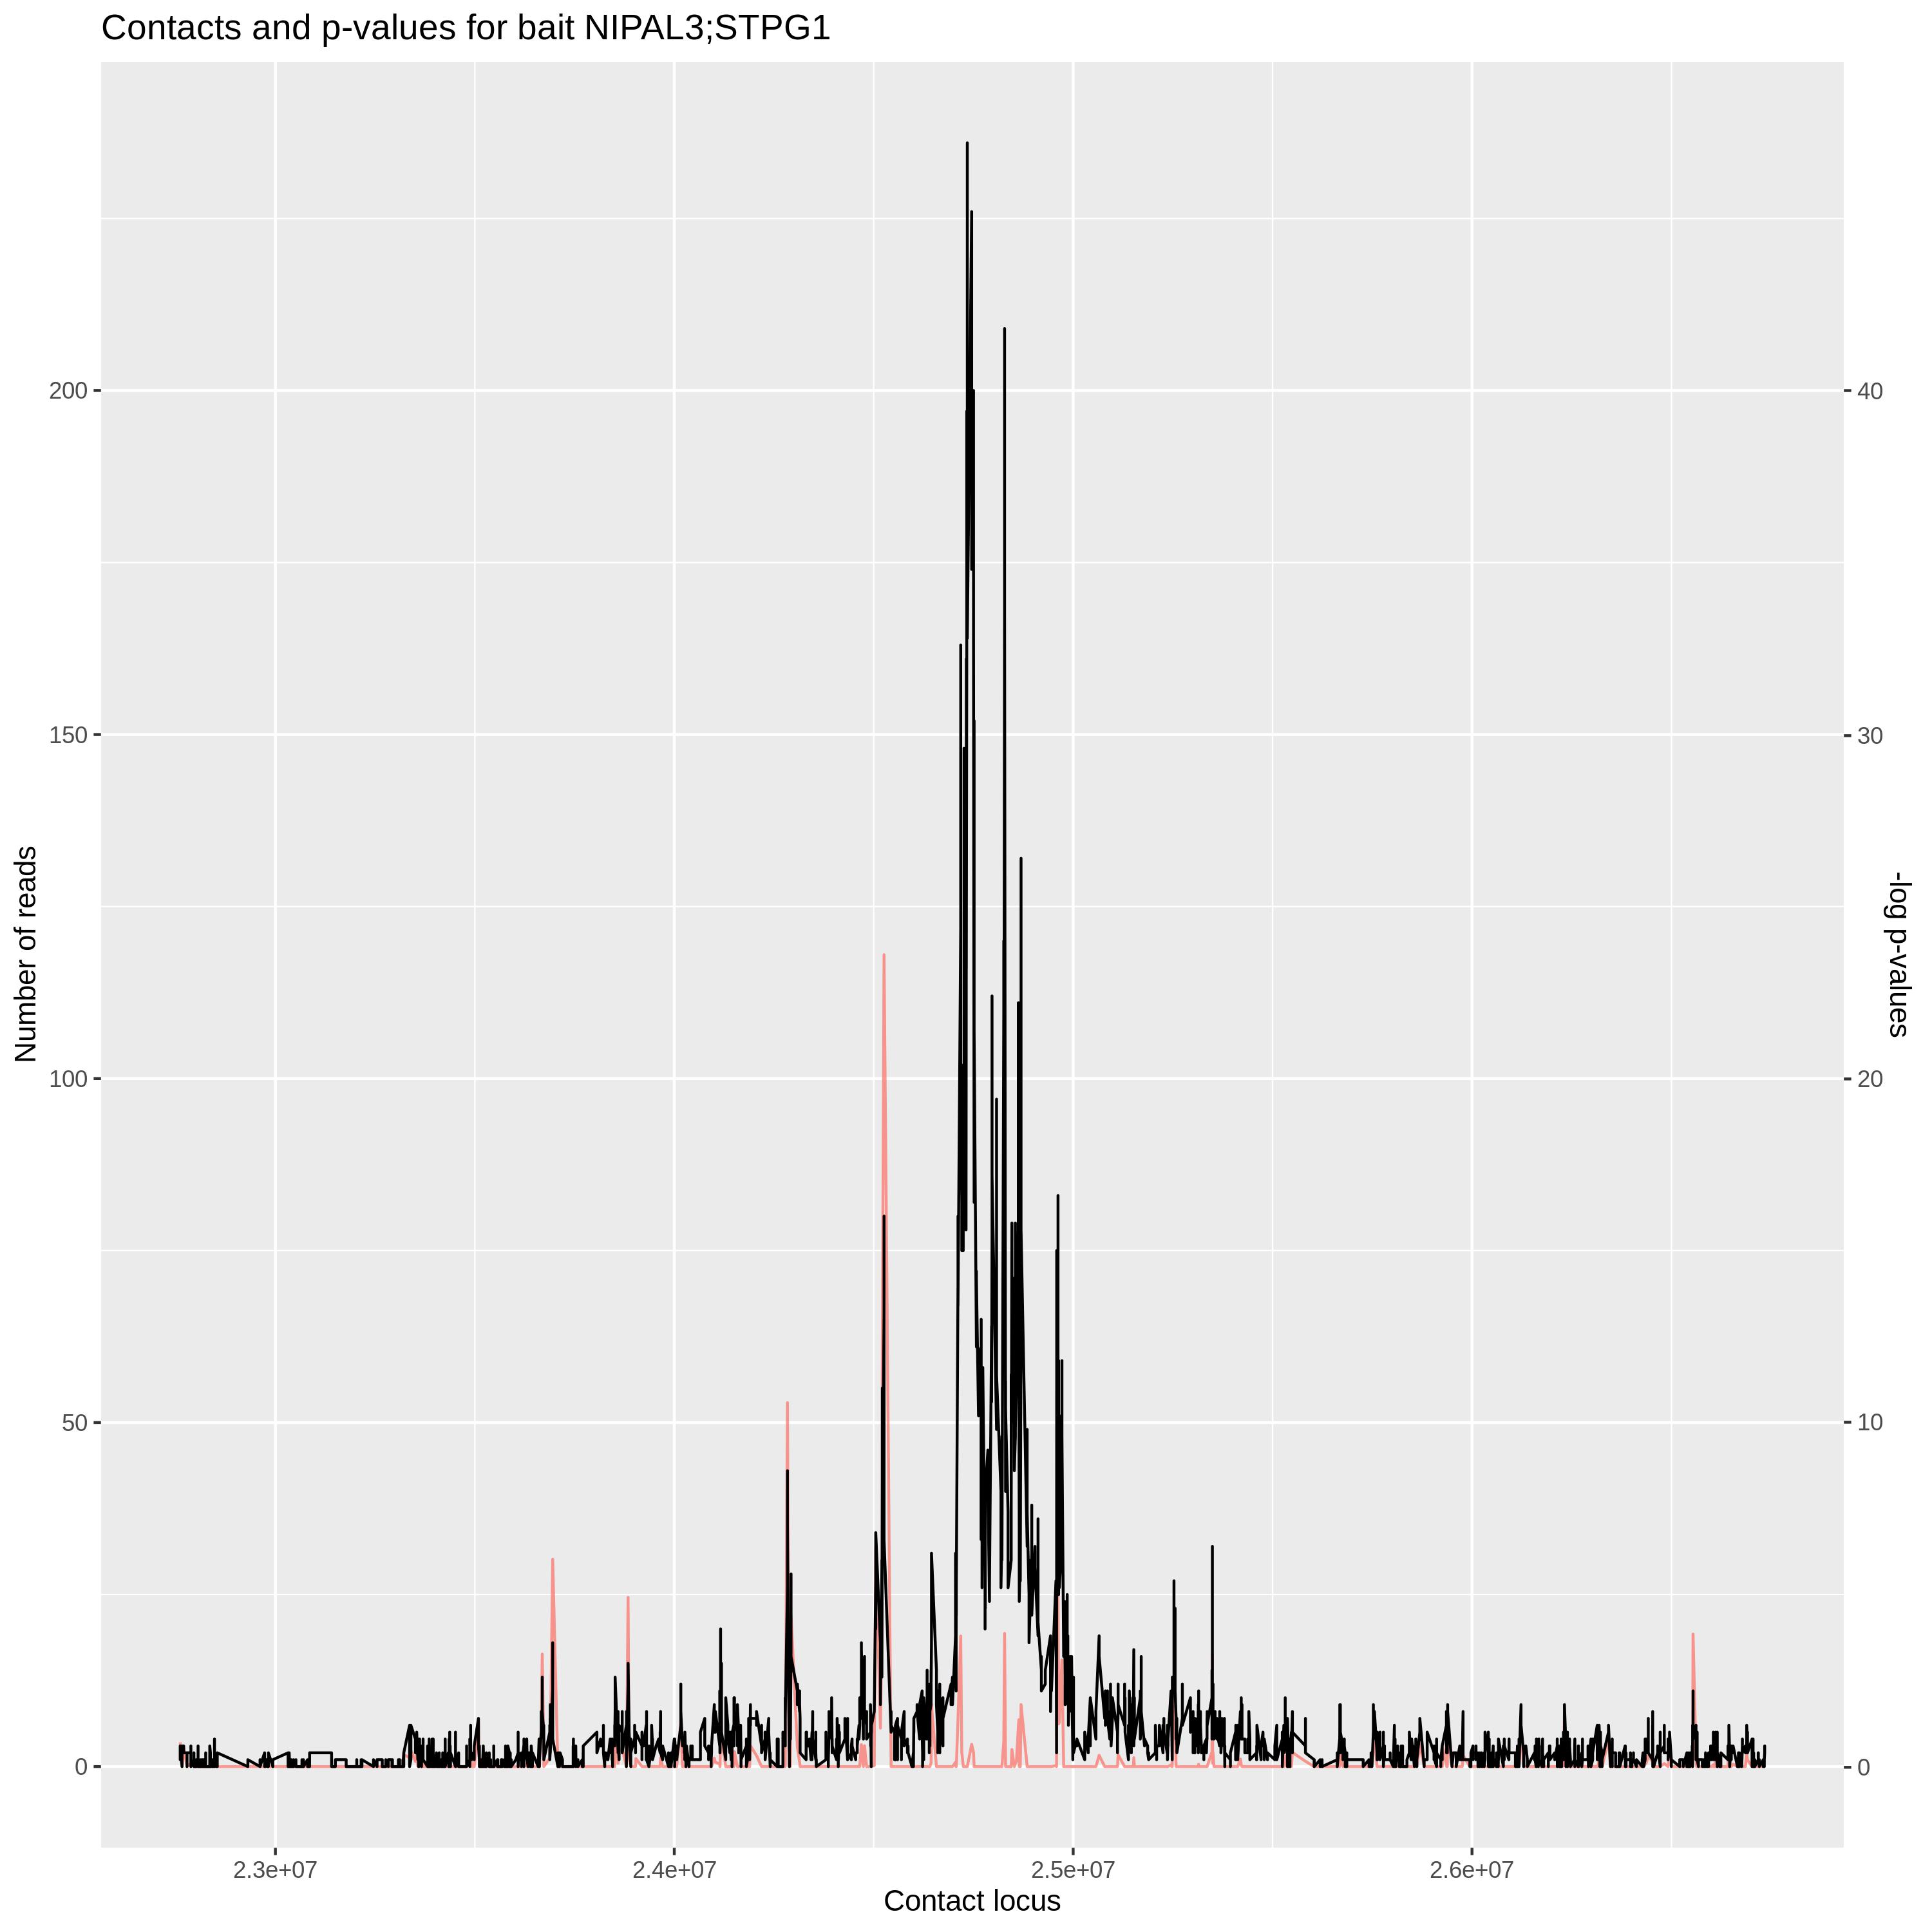 Contacts and p-values for bait NIPAL3;STPG1
200
150
100
50
0
Number of reads
40
30
20
10
0
-log p-values
2.3e+07
2.4e+07
2.5e+07
2.6e+07
Contact locus